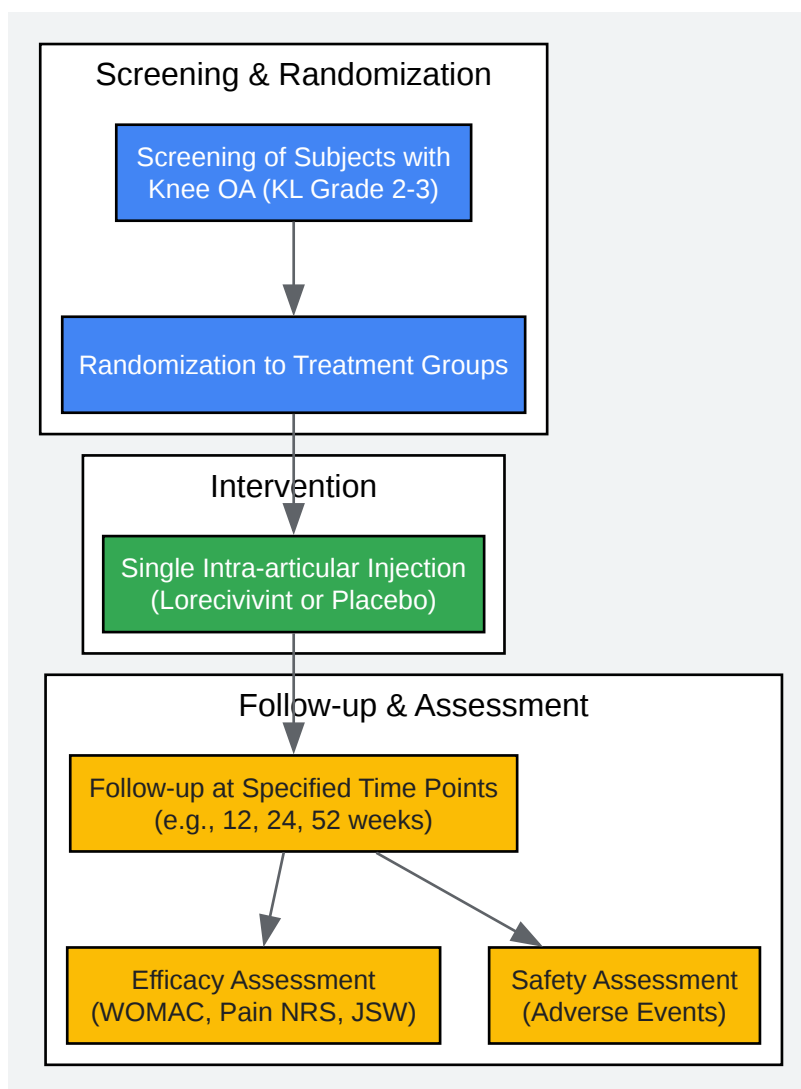 Screening & Randomization
Screening of Subjects with
Knee OA (KL Grade 2-3)
Randomization to Treatment Groups
Intervention
Single Intra-articular Injection
(Lorecivivint or Placebo)
Follow-up & Assessment
Follow-up at Specified Time Points
(e.g., 12, 24, 52 weeks)
Efficacy Assessment
(WOMAC, Pain NRS, JSW)
Safety Assessment
(Adverse Events)